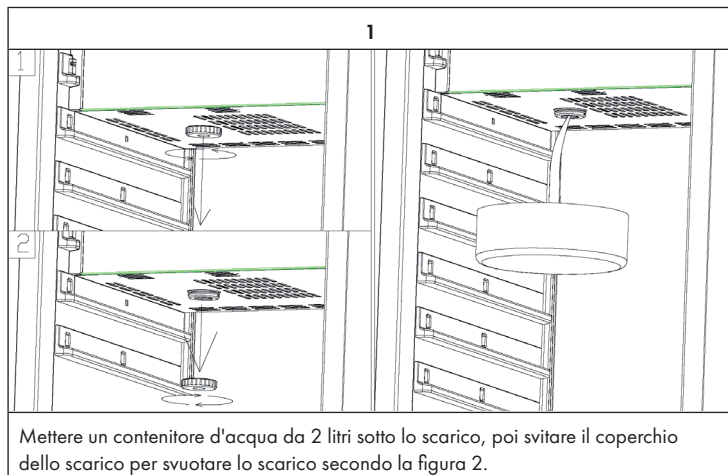 1
1
2
Mettere un contenitore d'acqua da 2 litri sotto lo scarico, poi svitare il coperchio
dello scarico per svuotare lo scarico secondo la figura 2.